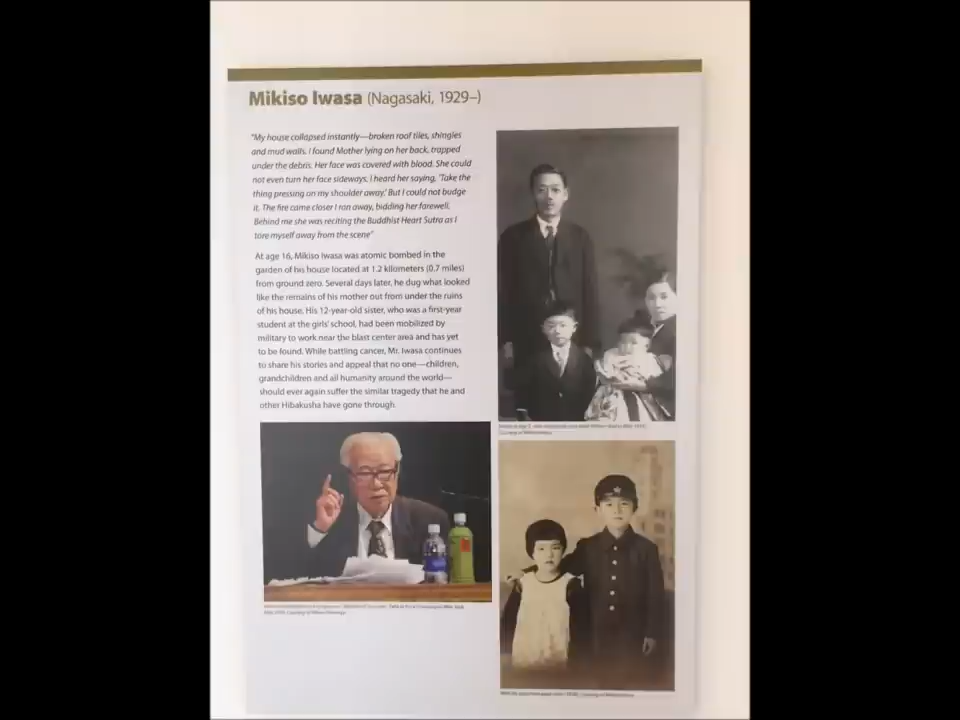 Mikiso Iwasa (Nagasaki, 1929–)
"My house collapsed instantly—broken roof tiles, shingles
and mud walls. I found Mother lying on her back, trapped
under the debris. Her face was covered with blood. She could
not even turn her face sideways. I heard her saying, 'Take the
thing pressing on my shoulder away.' But I could not budge
it. The fire came closer I ran away, bidding her farewell.
Behind me she was reciting the Buddhist Heart Sutra as I
tore myself away from the scene"
At age 16, Mikiso Iwasa was atomic bombed in the
garden of his house located at 1.2 kilometers (0.7 miles)
from ground zero. Several days later, he dug what looked
like the remains of his mother out from under the ruins
of his house. His 12-year-old sister, who was a first-year
student at the girls' school, had been mobilized by
military to work near the blast center area and has yet
to be found. While battling cancer, Mr. Iwasa continues
to share his stories and appeal that no one—children,
grandchildren and all humanity around the world—
should ever again suffer the similar tragedy that he and
other Hibakusha have gone through.